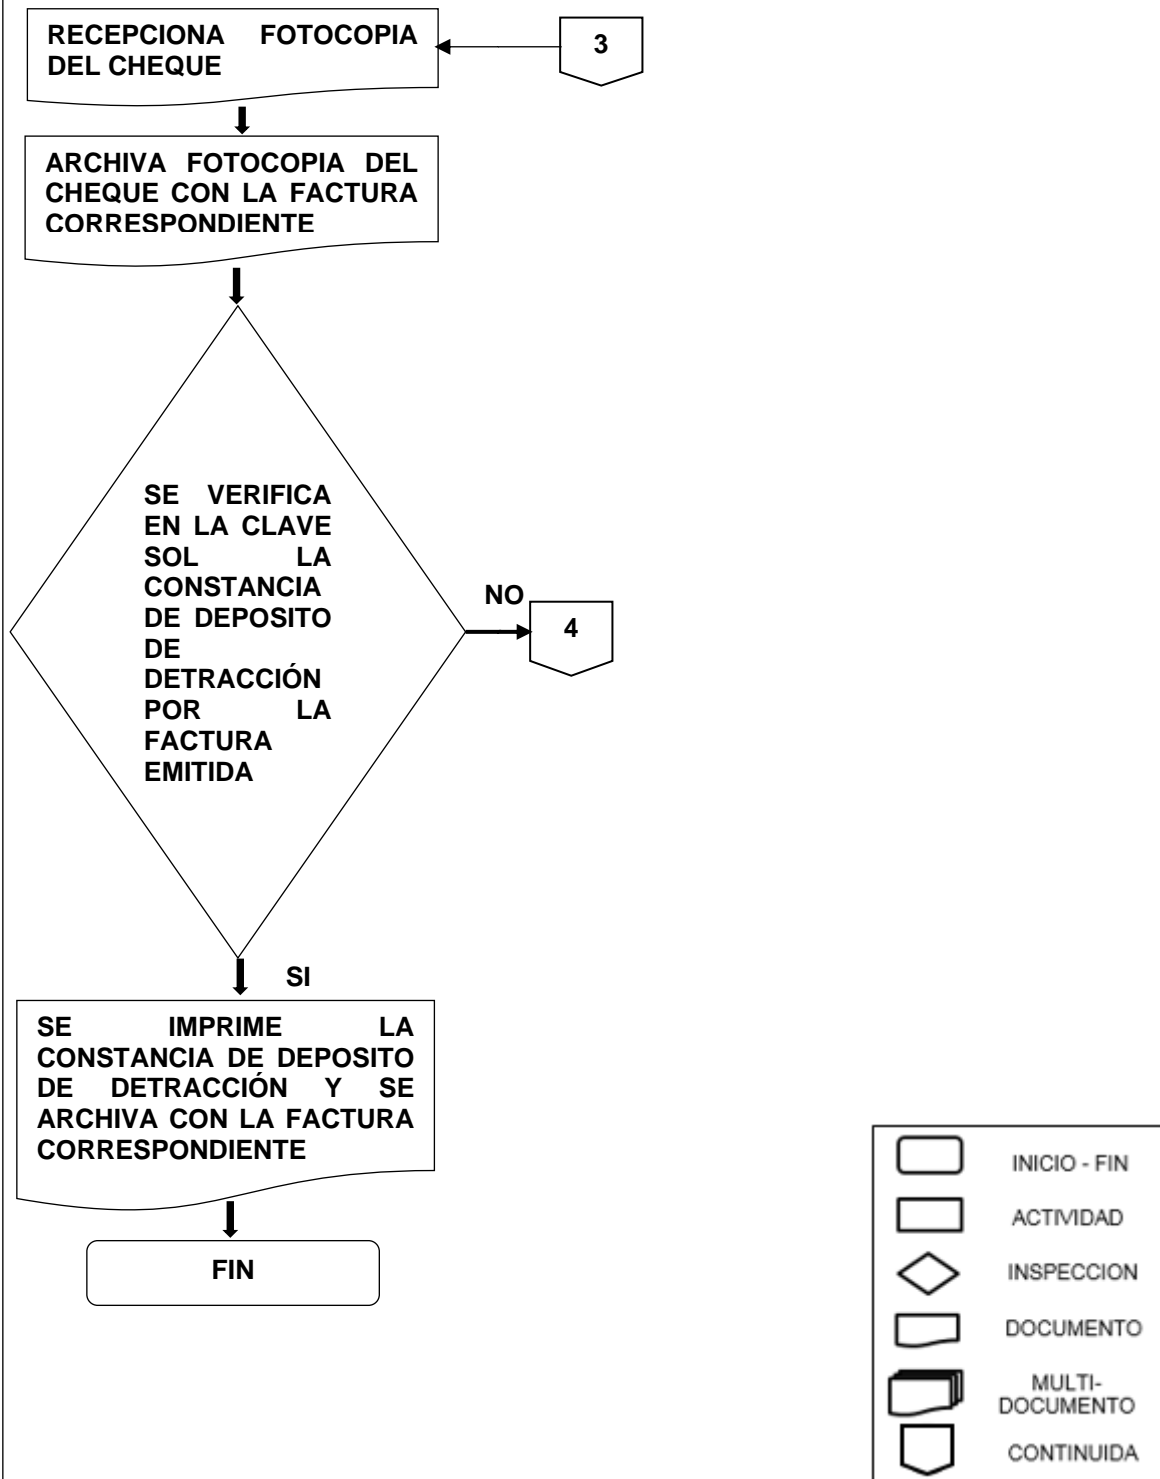 RECEPCIONA FOTOCOPIA
DEL CHEQUE
3
ARCHIVA FOTOCOPIA DEL
CHEQUE CON LA FACTURA
CORRESPONDIENTE
SE VERIFICA
EN LA CLAVE
SOL LA
CONSTANCIA
DE DEPOSITO
DE
DETRACCIÓN
POR LA
FACTURA
EMITIDA
NO
4
SI
SE IMPRIME LA
CONSTANCIA DE DEPOSITO
DE DETRACCIÓN Y SE
ARCHIVA CON LA FACTURA
CORRESPONDIENTE
FIN
INICIO - FIN
ACTIVIDAD
INSPECCION
DOCUMENTO
MULTI-
DOCUMENTO
CONTINUIDA